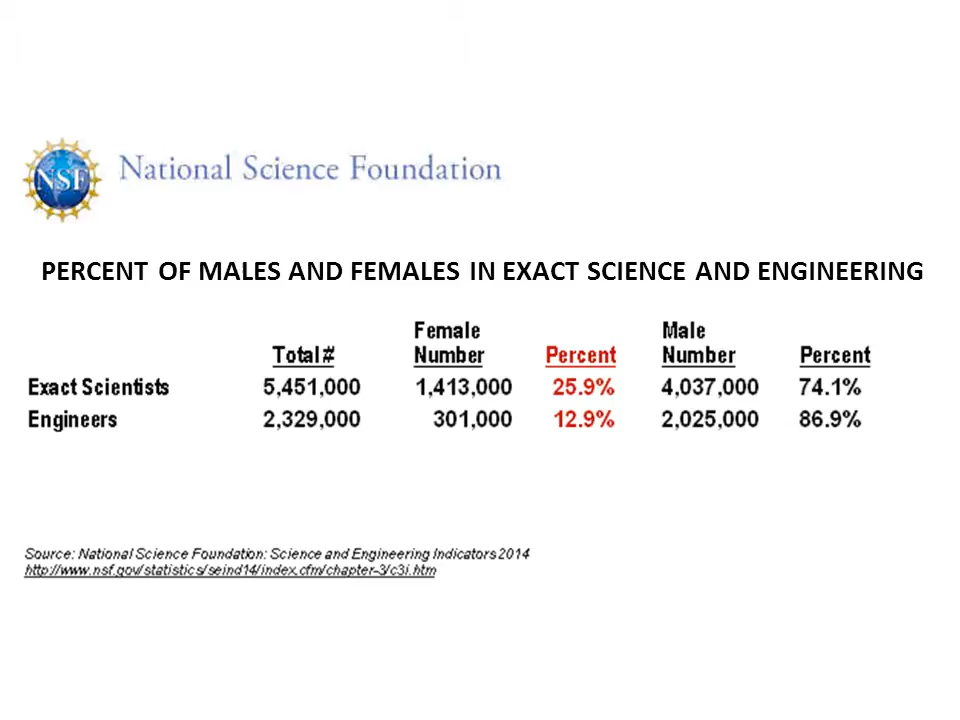 NSF
National Science Foundation
PERCENT OF MALES AND FEMALES IN EXACT SCIENCE AND ENGINEERING
Female Male
Total # Number Percent Number Percent
Exact Scientists 5,451,000 1,413,000 25.9% 4,037,000 74.1%
Engineers 2,329,000 301,000 12.9% 2,025,000 86.9%
Source: National Science Foundation: Science and Engineering Indicators 2014
http://www.nsf.gov/statistics/seind14/index.cfm/chapter-3/c3i.htm